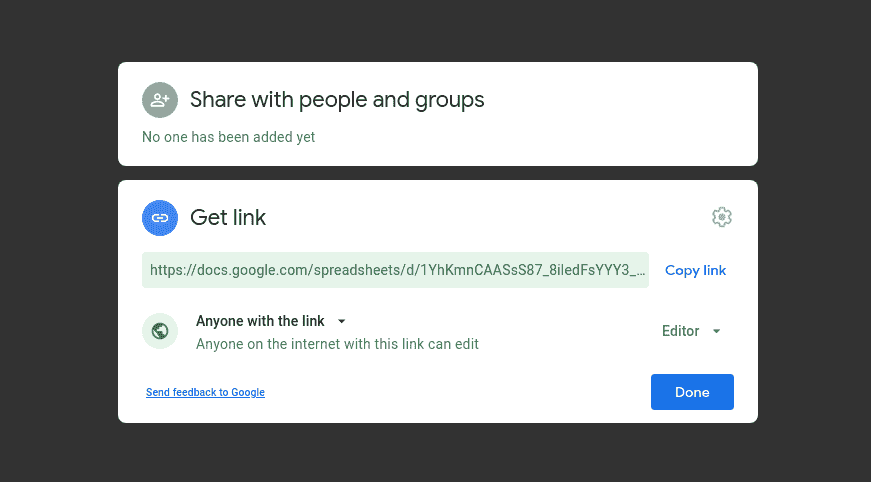 Share with people and groups
No one has been added yet
Get link
https://docs.google.com/spreadsheets/d/1YhKmnCAASsS87_8iledFsYYY3_...
Copy link
Anyone with the link
Anyone on the internet with this link can edit
Editor
Send feedback to Google
Done